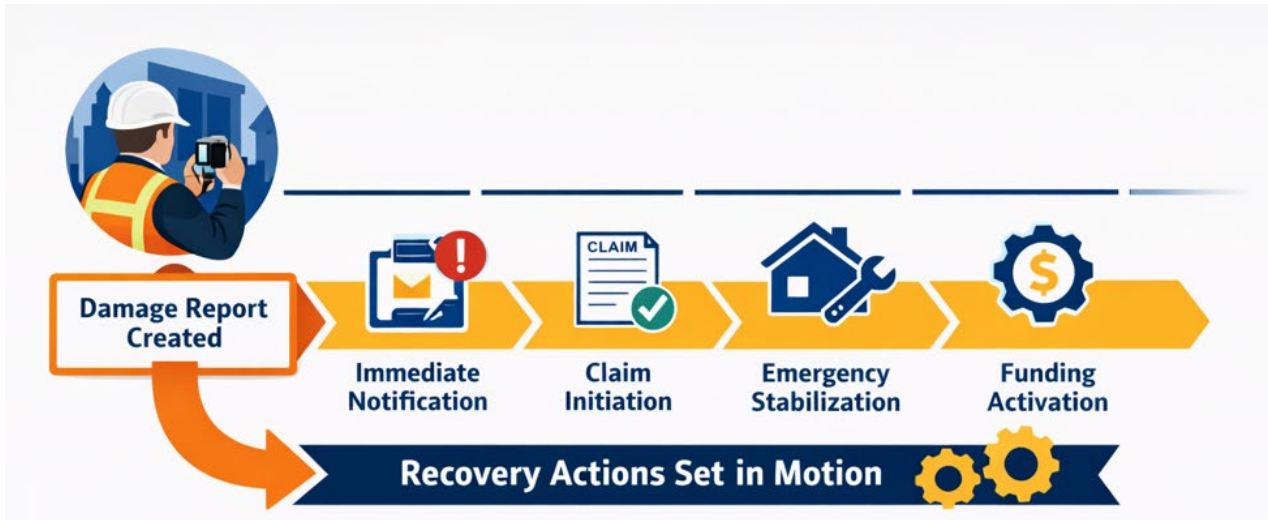 Damage Report
Created
Immediate
Notification
CLAIM
Claim
Initiation
Emergency
Stabilization
$
Funding
Activation
Recovery Actions Set in Motion